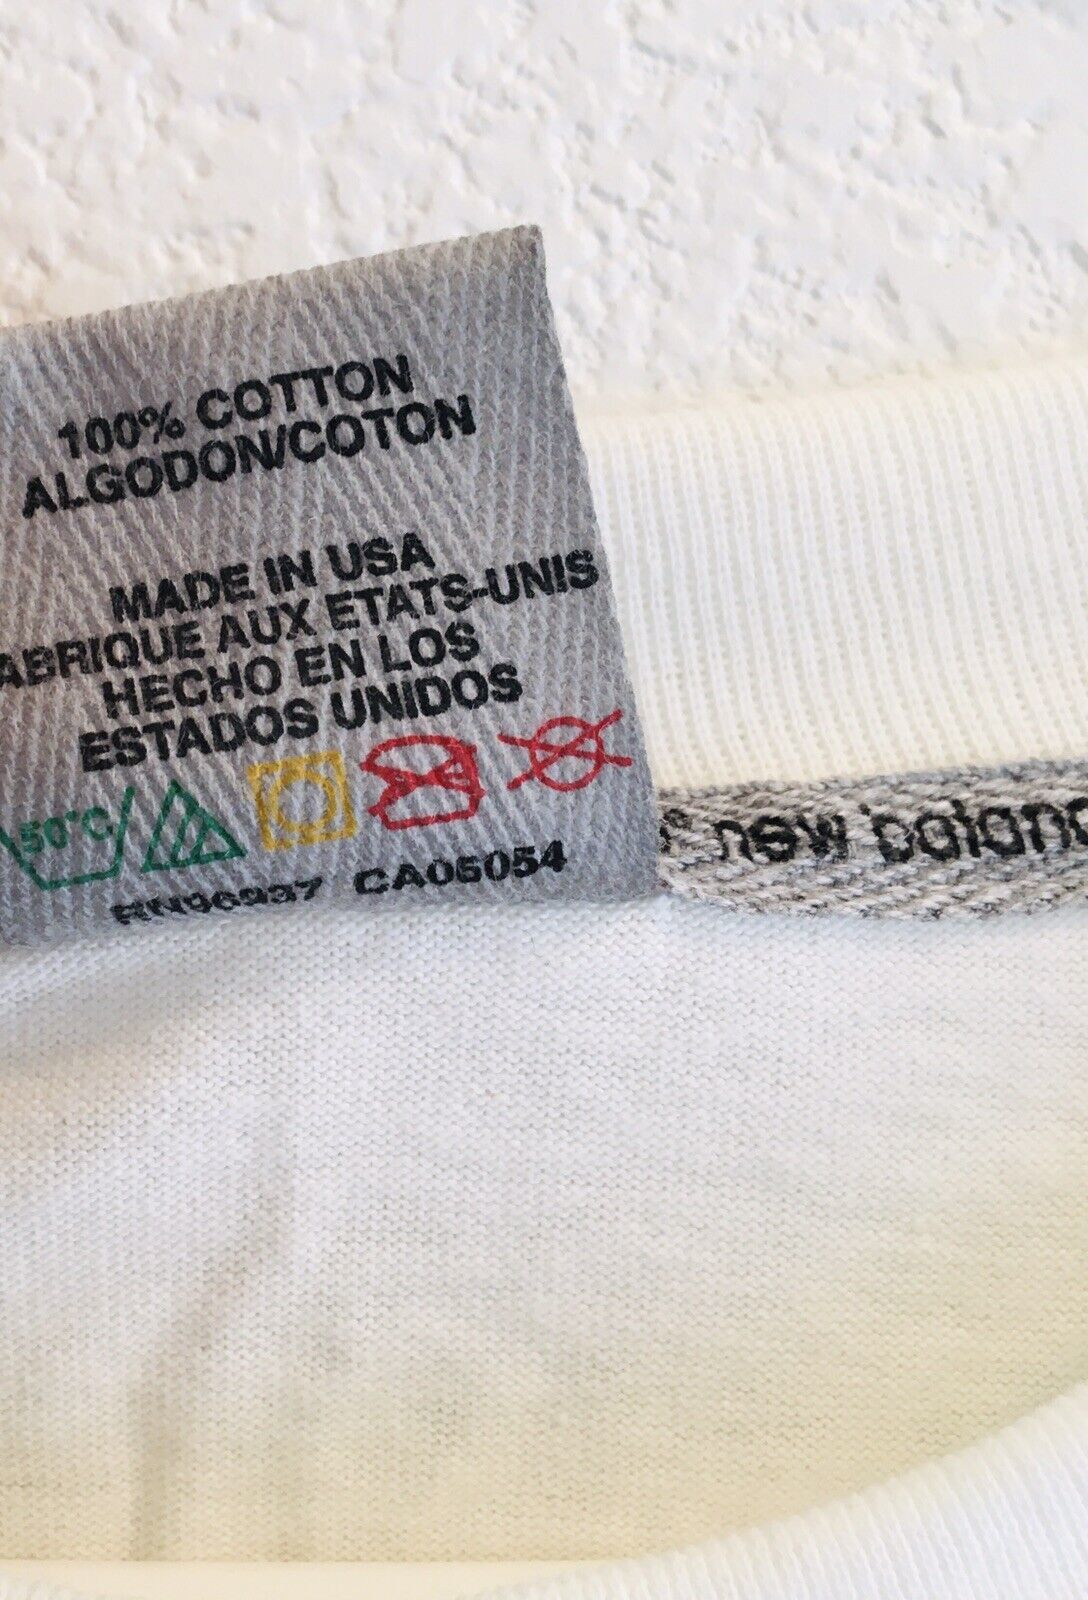 100% COTTON
ALGODON/COTON
MADE IN USA
ABRIQUE AUX ETATS-UNIS
HECHO EN LOS
ESTADOS UNIDOS
50°C
RN96937 CA05054
new balanc